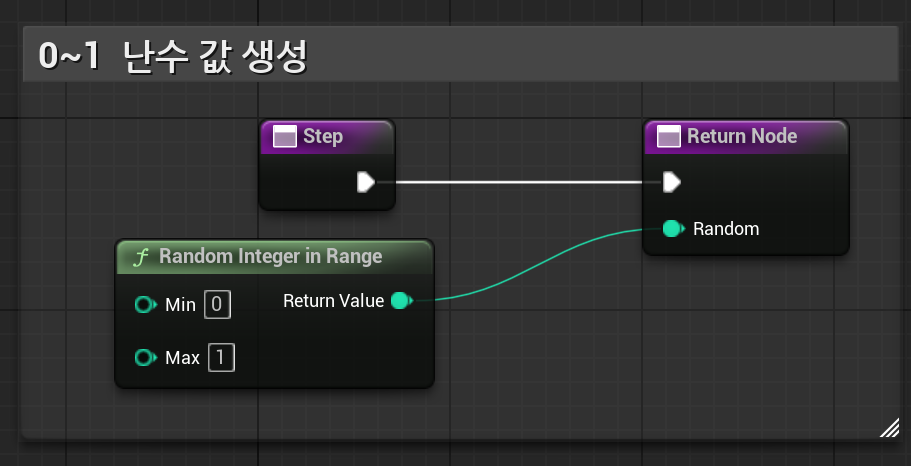 0~1 난수 값 생성
Step
Return Node
Random
Random Integer in Range
Min 0
Return Value
Max 1